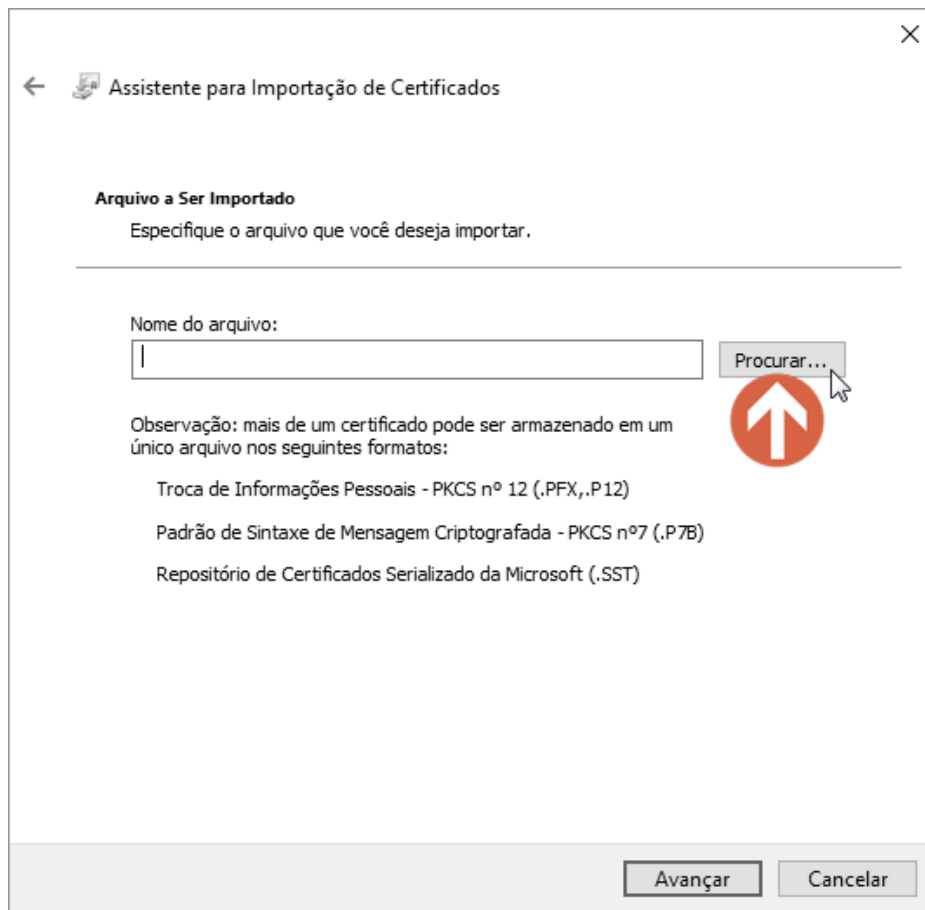 Assistente para Importação de Certificados
Arquivo a Ser Importado
Especifique o arquivo que você deseja importar.
Nome do arquivo:
Procurar...
Observação: mais de um certificado pode ser armazenado em um
único arquivo nos seguintes formatos:
Troca de Informações Pessoais - PKCS nº 12 (.PFX,.P12)
Padrão de Sintaxe de Mensagem Criptografada - PKCS nº7 (.P7B)
Repositório de Certificados Serializado da Microsoft (.SST)
Avançar
Cancelar